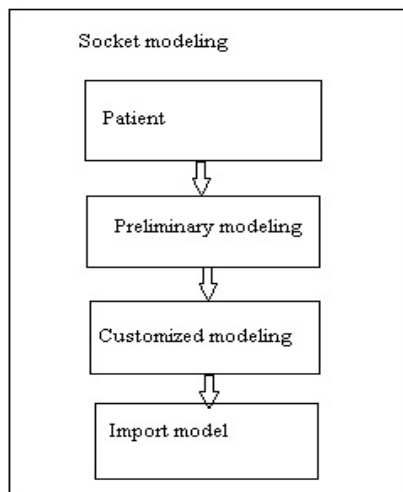 Socket modeling
Patient
Preliminary modeling
Customized modeling
Import model